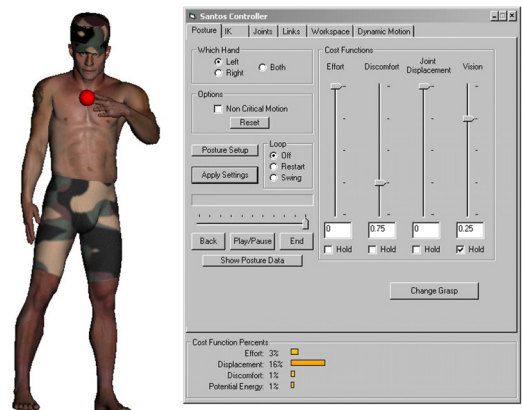 Santos Controller
Posture IK Joints Links Workspace Dynamic Motion
Which Hand
Left
Right
Both
Options
Non Critical Motion
Reset
Posture Setup
Apply Settings
Loop
Off
Restart
Swing
Back Play/Pause End
Show Posture Data
Cost Functions
Effort Discomfort Joint Displacement Vision
0 0.75 0 0.25
Hold Hold Hold Hold
Change Grasp
Cost Function Percents
Effort: 3%
Displacement: 16%
Discomfort: 1%
Potential Energy: 1%